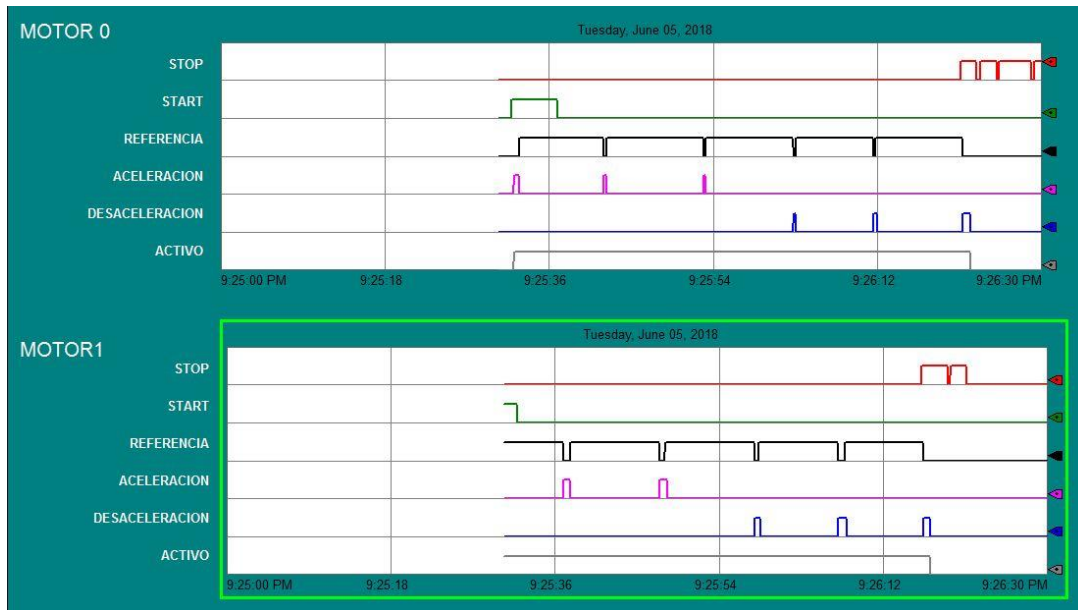 MOTOR 0
Tuesday, June 05, 2018
STOP
START
REFERENCIA
ACELERACION
DESACELERACION
ACTIVO
9:25:00 PM 9:25:18 9:25:36 9:25:54 9:26:12 9:26:30 PM
MOTOR1
Tuesday, June 05, 2018
STOP
START
REFERENCIA
ACELERACION
DESACELERACION
ACTIVO
9:25:00 PM 9:25:18 9:25:36 9:25:54 9:26:12 9:26:30 PM